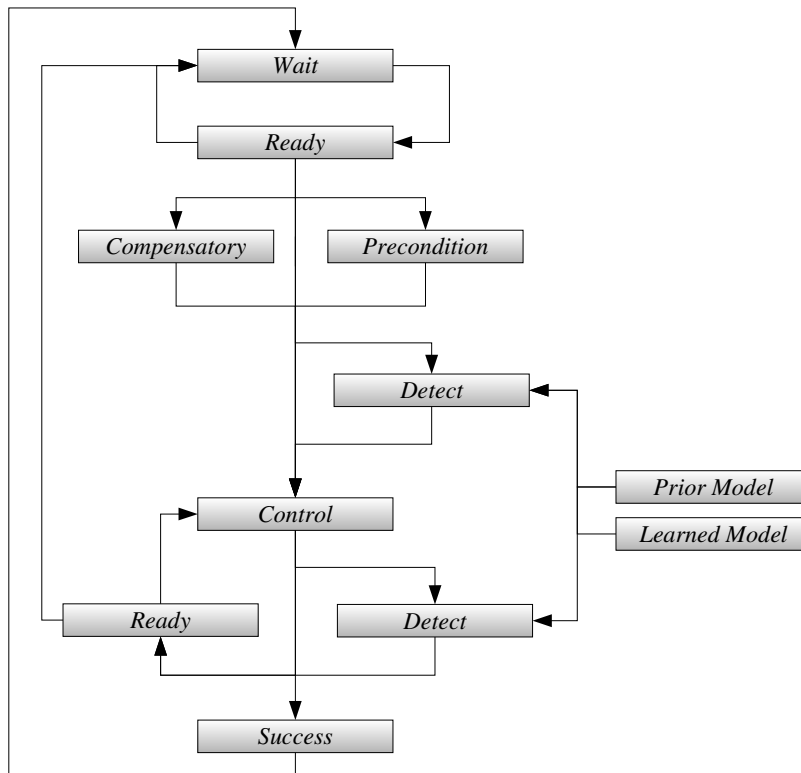 Wait
Ready
Compensatory
Precondition
Detect
Prior Model
Control
Learned Model
Ready
Detect
Success